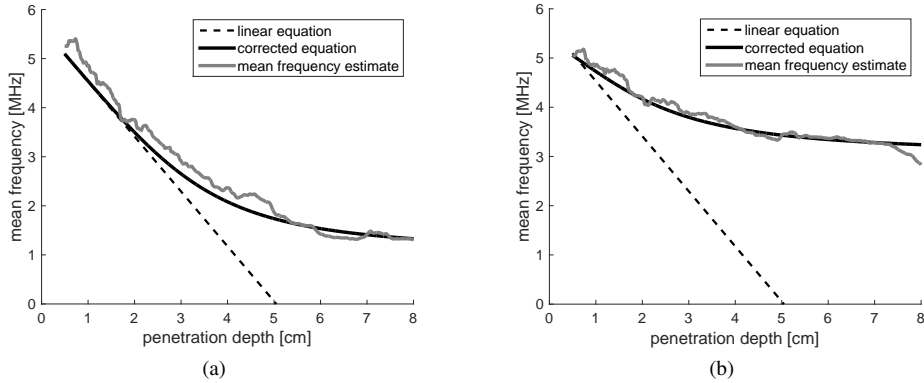 linear equation
corrected equation
mean frequency estimate
mean frequency [MHz]
6
5
4
3
2
1
0
0 1 2 3 4 5 6 7 8
penetration depth [cm]
(a)
linear equation
corrected equation
mean frequency estimate
mean frequency [MHz]
6
5
4
3
2
1
0
0 1 2 3 4 5 6 7 8
penetration depth [cm]
(b)